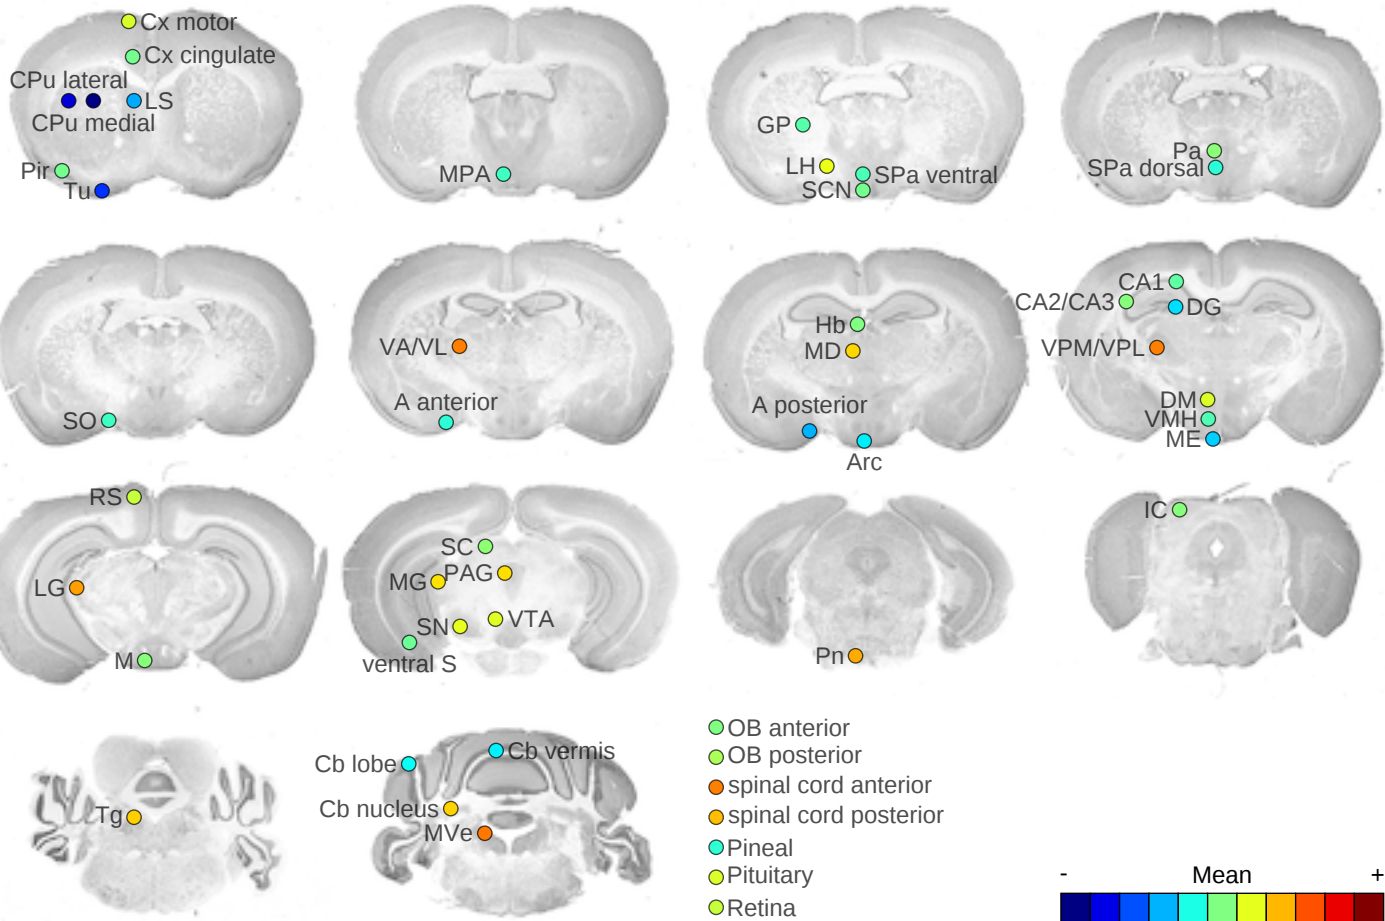 Cx motor
Cx cingulate
CPu lateral
LS
CPu medial
Pir
Tu
MPA
GP
LH
SPa ventral
SCN
Pa
SPa dorsal
SO
VA/VL
A anterior
Hb
MD
A posterior
Arc
CA1
CA2/CA3
DG
VPM/VPL
DM
VMH
ME
RS
LG
M
SC
MG
PAG
SN
VTA
ventral S
Pn
IC
Tg
Cb lobe
Cb vermis
Cb nucleus
MVe
OB anterior
OB posterior
spinal cord anterior
spinal cord posterior
Pineal
Pituitary
Retina
- Mean +